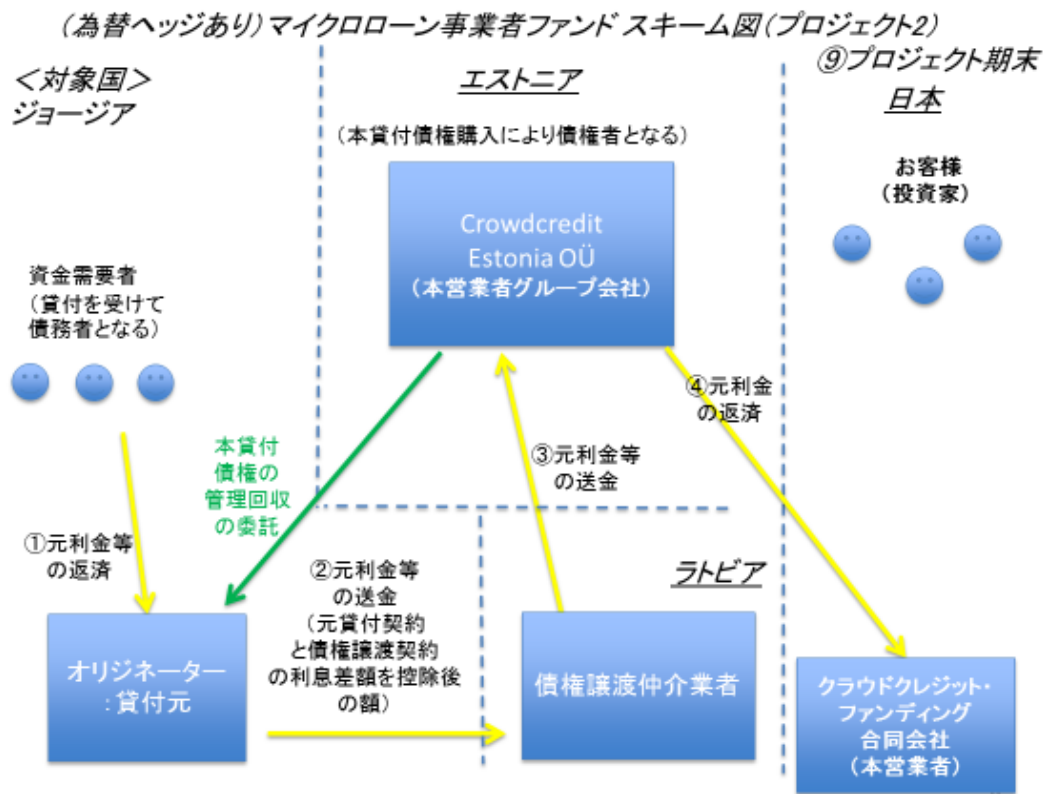 (為替ヘッジあり)マイクロローン事業者ファンド スキーム図(プロジェクト2)
<対象国>
ジョージア
エストニア
⑨プロジェクト期末
日本
(本貸付債権購入により債権者となる)
お客様
(投資家)
Crowdcredit
Estonia OÜ
(本営業者グループ会社)
資金需要者
(貸付を受けて
債務者となる)
④元利金
の返済
本貸付
債権の
管理回収
の委託
③元利金等
の送金
①元利金等
の返済
②元利金等
の送金
(元貸付契約
と債権譲渡契約
の利息差額を控除後
の額)
ラトビア
オリジネーター
:貸付元
債権譲渡仲介業者
クラウドクレジット・
ファンディング
合同会社
(本営業者)